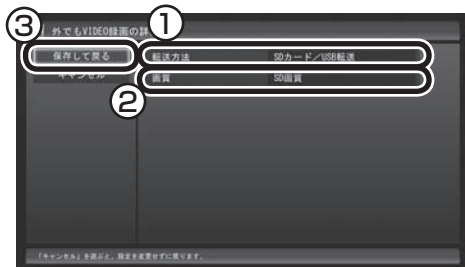 ③
①
外でもVIDEO録画の詳
保存して戻る
転送方法 SDカード/USB転送
キャンセル
画質 SD画質
②
「キャンセル」を選ぶと、設定を変更せずに戻ります。